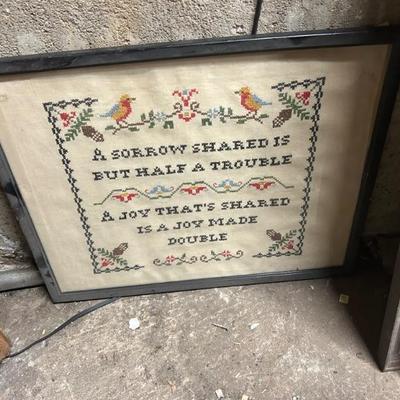 A SORROW SHARED IS
BUT HALF A TROUBLE
A JOY THAT'S SHARED
IS A JOY MADE
DOUBLE